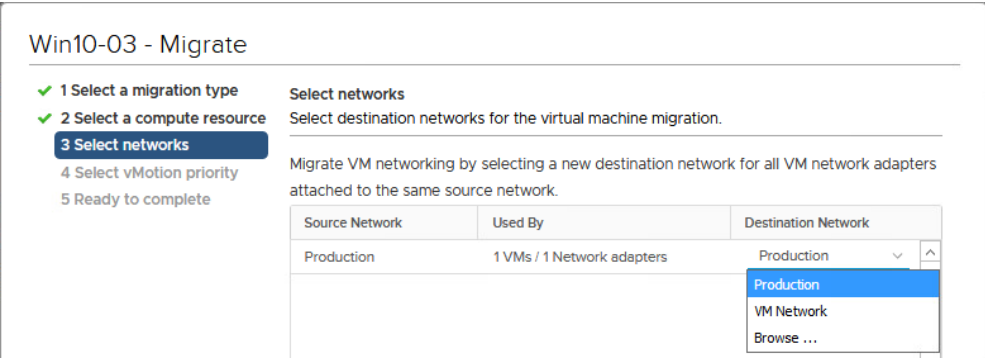 Win10-03 - Migrate
1 Select a migration type
2 Select a compute resource
3 Select networks
4 Select vMotion priority
5 Ready to complete
Select networks
Select destination networks for the virtual machine migration.
Migrate VM networking by selecting a new destination network for all VM network adapters
attached to the same source network.
Source Network Used By Destination Network
Production 1 VMs / 1 Network adapters Production
Production
VM Network
Browse ...